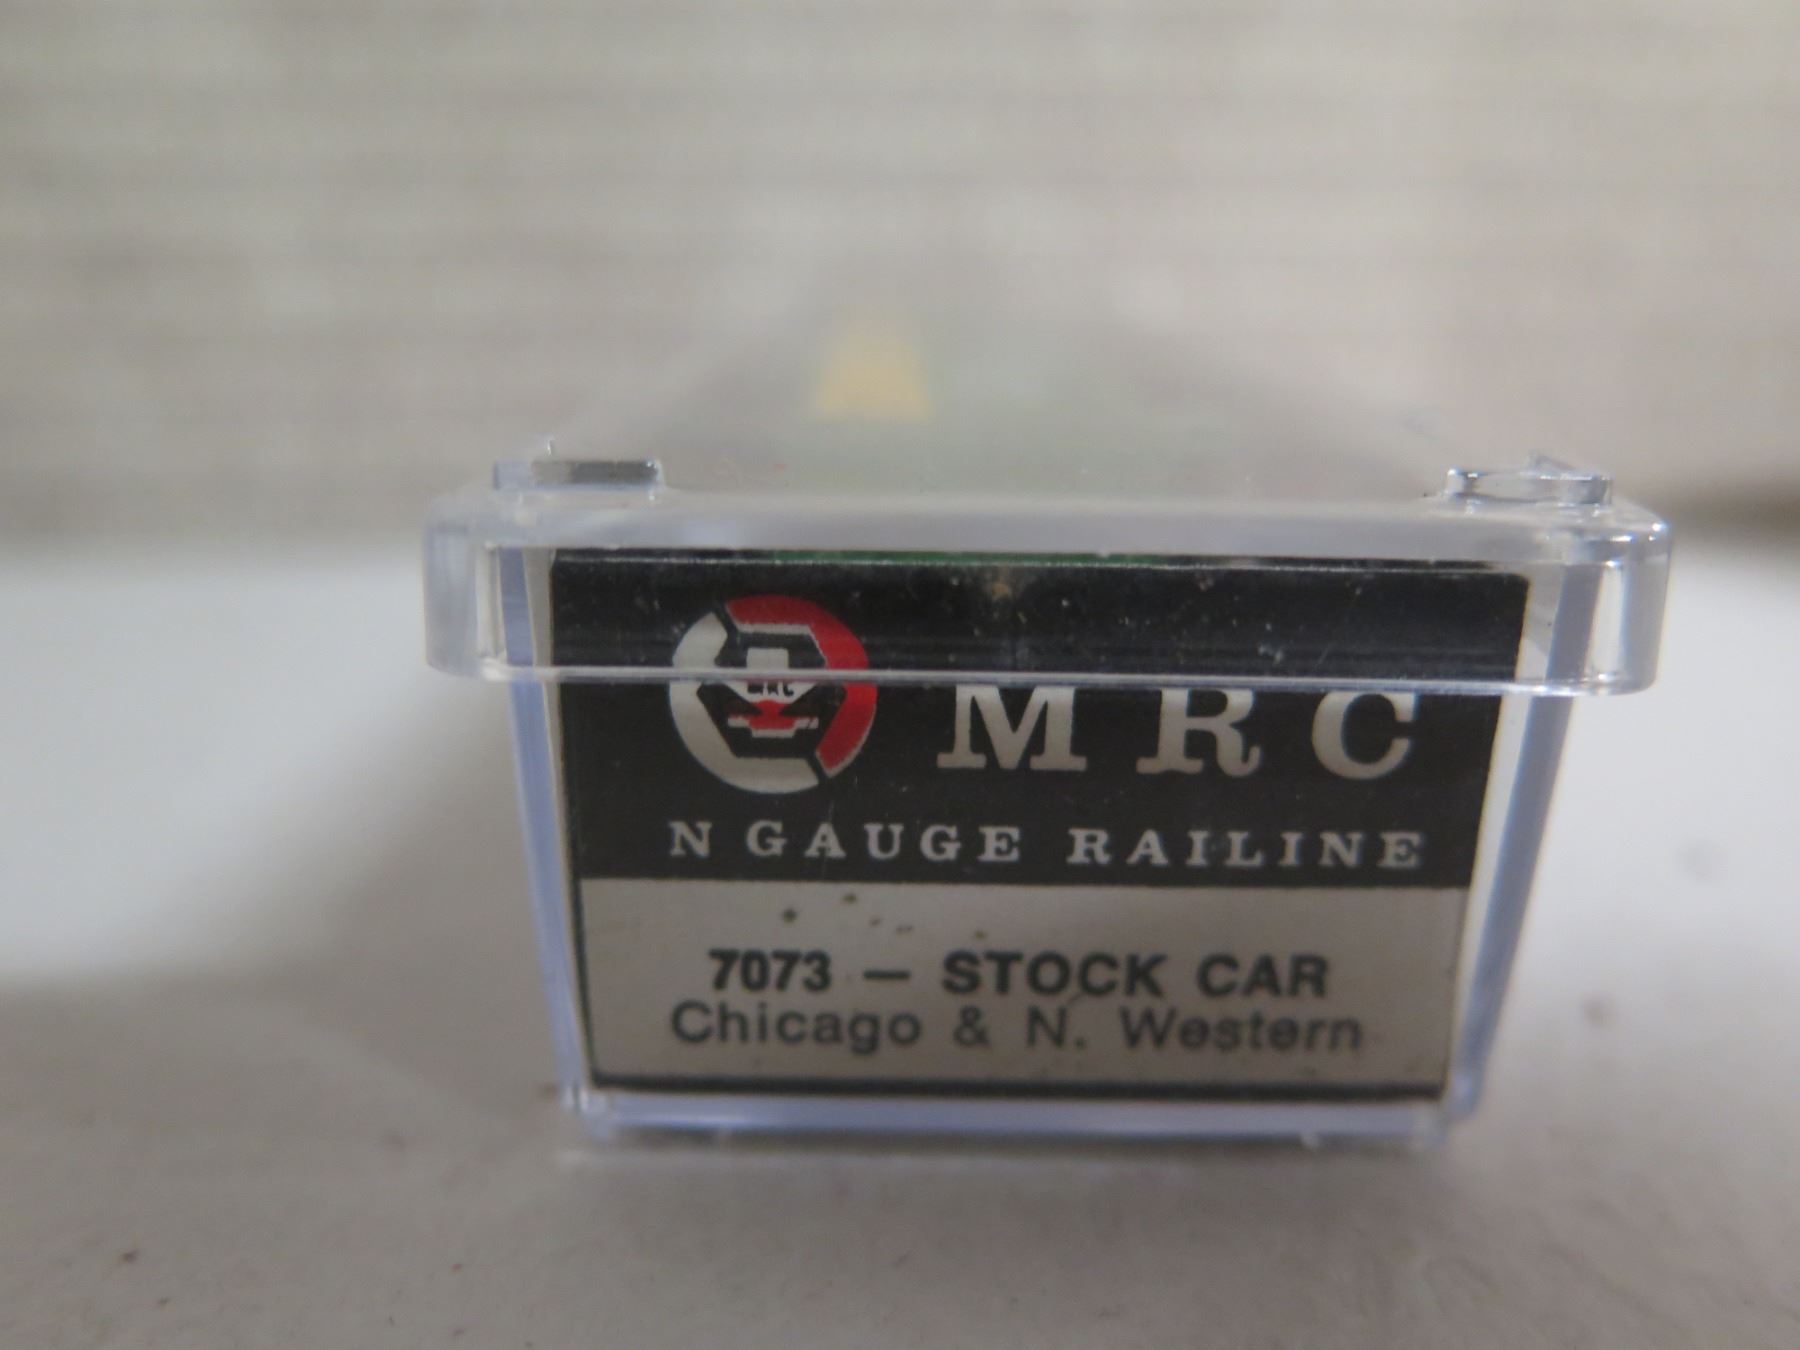 MRC
N GAUGE RAILINE
7073 — STOCK CAR
Chicago & N. Western